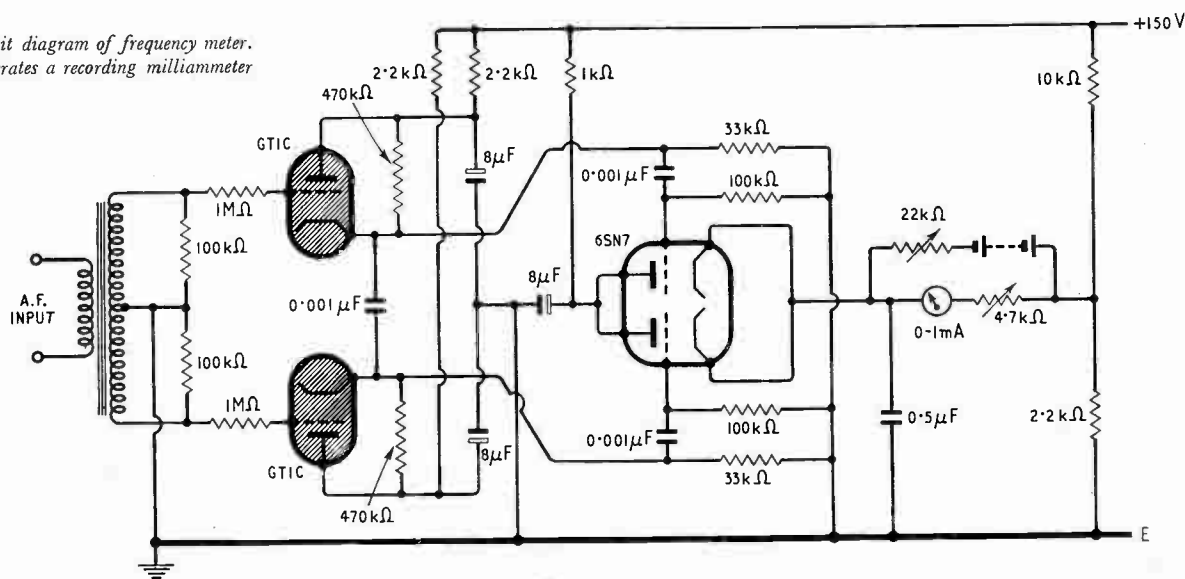 it diagram of frequency meter.
rates a recording milliammeter
+150 V
2·2kΩ
2·2kΩ
1kΩ
10kΩ
470kΩ
GT1C
8μF
33kΩ
0·001μF
100kΩ
1MΩ
100kΩ
6SN7
22kΩ
A.F.
INPUT
0·001μF
8μF
0-1mA
4·7kΩ
100kΩ
1MΩ
100kΩ
0·5μF
2·2kΩ
GT1C
8μF
0·001μF
33kΩ
470kΩ
E